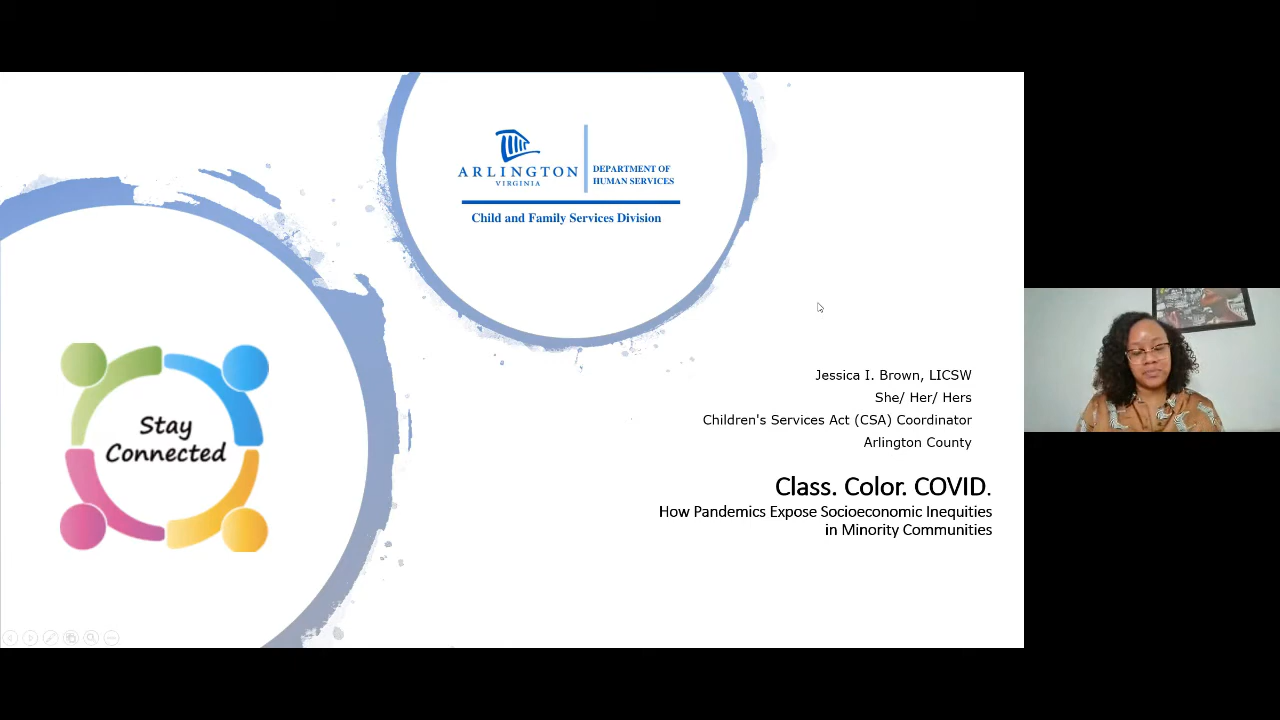 ARLINGTON
VIRGINIA
DEPARTMENT OF
HUMAN SERVICES
Child and Family Services Division
Stay
Connected
Jessica I. Brown, LICSW
She/ Her/ Hers
Children's Services Act (CSA) Coordinator
Arlington County
Class. Color. COVID.
How Pandemics Expose Socioeconomic Inequities
in Minority Communities